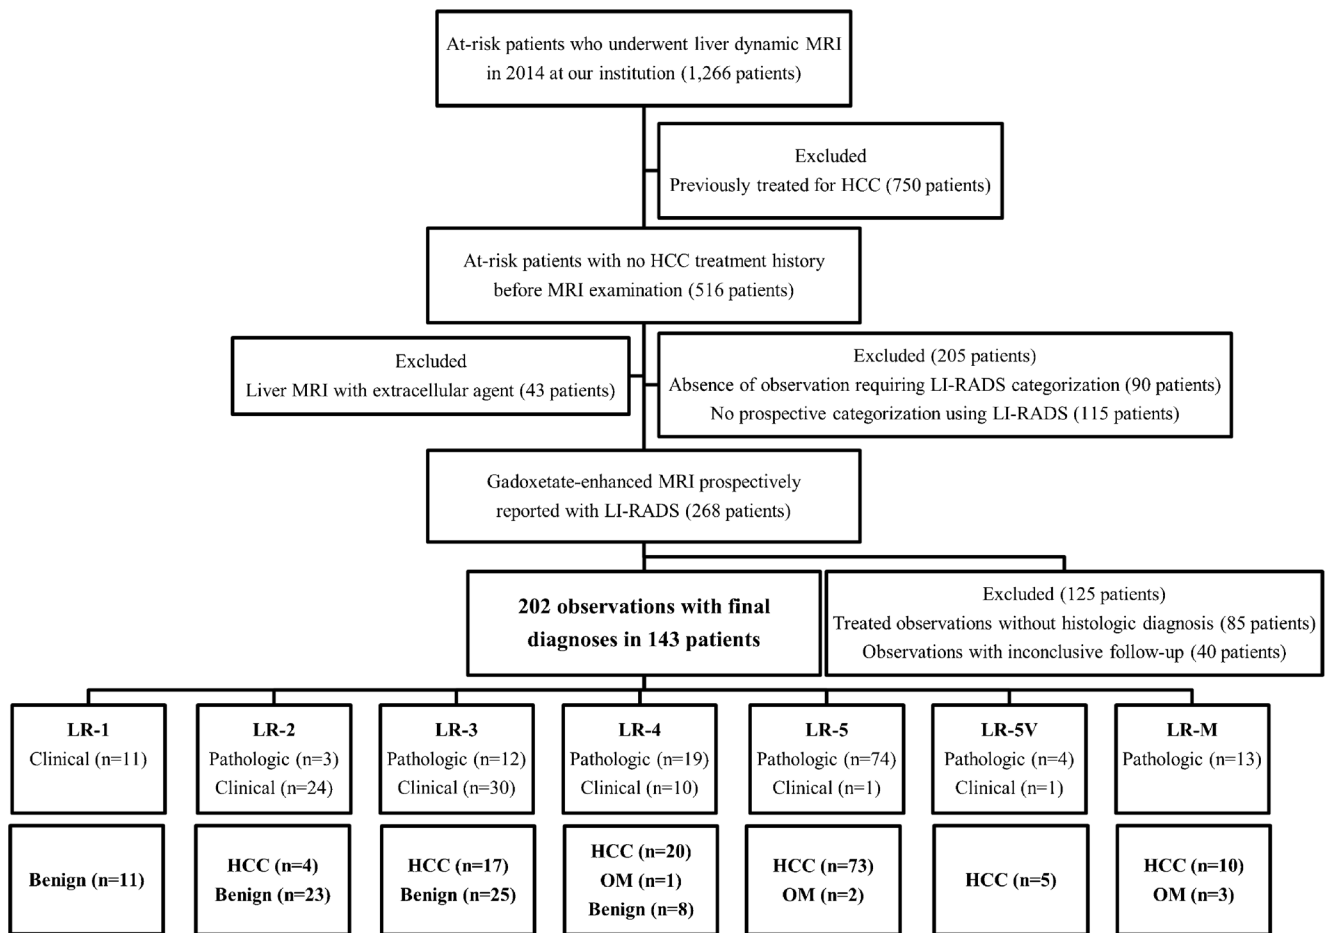 At-risk patients who underwent liver dynamic MRI
in 2014 at our institution (1,266 patients)
Excluded
Previously treated for HCC (750 patients)
At-risk patients with no HCC treatment history
before MRI examination (516 patients)
Excluded
Liver MRI with extracellular agent (43 patients)
Excluded (205 patients)
Absence of observation requiring LI-RADS categorization (90 patients)
No prospective categorization using LI-RADS (115 patients)
Gadoxetate-enhanced MRI prospectively
reported with LI-RADS (268 patients)
202 observations with final
diagnoses in 143 patients
Excluded (125 patients)
Treated observations without histologic diagnosis (85 patients)
Observations with inconclusive follow-up (40 patients)
LR-1
Clinical (n=11)
LR-2
Pathologic (n=3)
Clinical (n=24)
LR-3
Pathologic (n=12)
Clinical (n=30)
LR-4
Pathologic (n=19)
Clinical (n=10)
LR-5
Pathologic (n=74)
Clinical (n=1)
LR-5V
Pathologic (n=4)
Clinical (n=1)
LR-M
Pathologic (n=13)
Benign (n=11)
HCC (n=4)
Benign (n=23)
HCC (n=17)
Benign (n=25)
HCC (n=20)
OM (n=1)
Benign (n=8)
HCC (n=73)
OM (n=2)
HCC (n=5)
HCC (n=10)
OM (n=3)